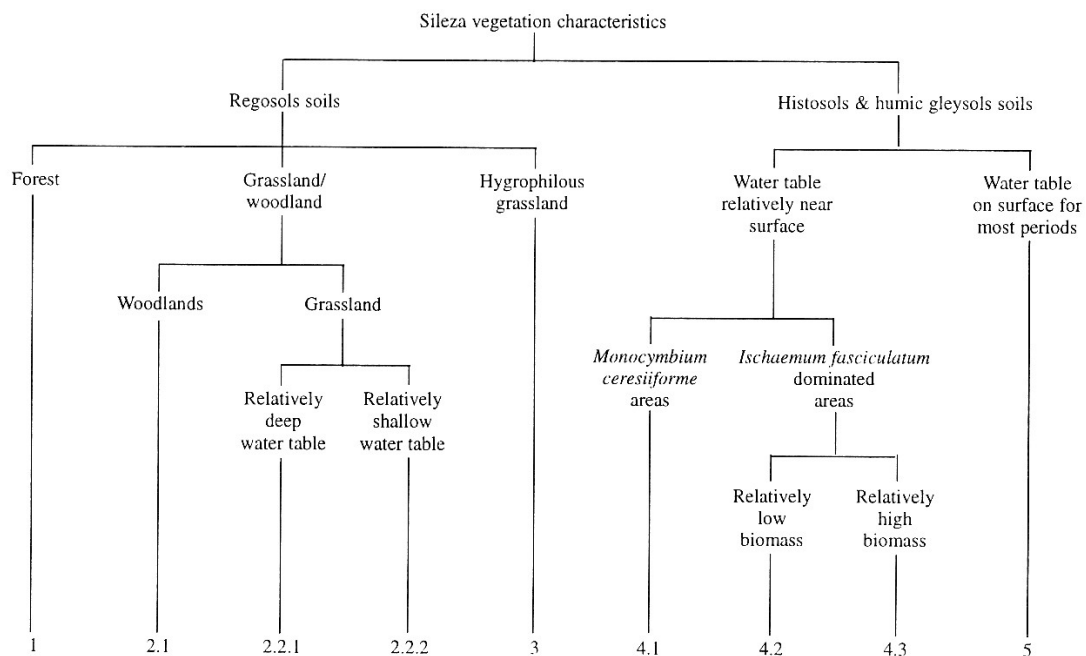 Sileza vegetation characteristics
Regosols soils
Histosols & humic gleysols soils
Forest
Grassland/
woodland
Hygrophilous
grassland
Water table
relatively near
surface
Water table
on surface for
most periods
Woodlands
Grassland
Monocymbium
ceresiiforme
areas
Ischaemum fasciculatum
dominated
areas
Relatively
deep
water table
Relatively
shallow
water table
Relatively
low
biomass
Relatively
high
biomass
1
2.1
2.2.1
2.2.2
3
4.1
4.2
4.3
5